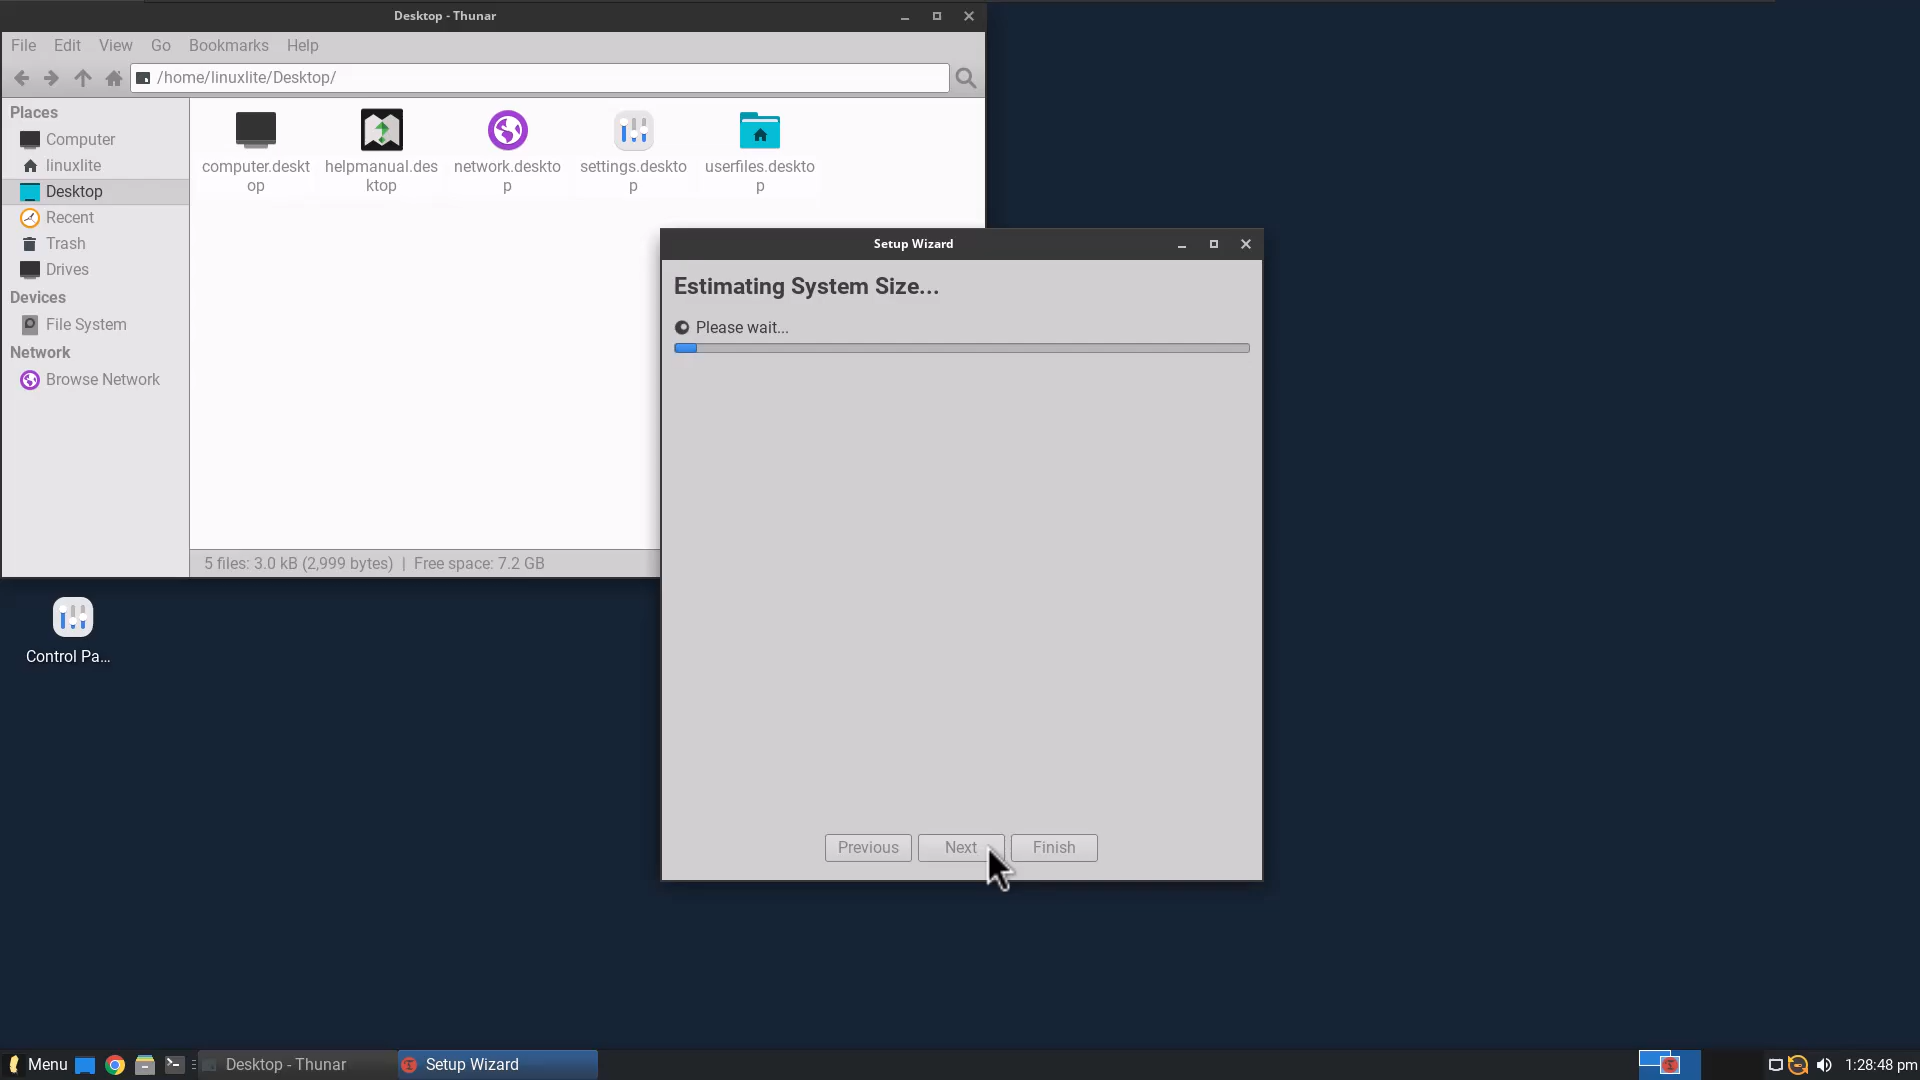 Desktop - Thunar
File Edit View Go Bookmarks Help
/home/linuxlite/Desktop/
Places
Computer
linuxlite
Desktop
Recent
Trash
Drives
Devices
File System
Network
Browse Network
computer.deskt
op
helpmanual.des
ktop
network.deskto
p
settings.deskto
p
userfiles.deskto
p
5 files: 3.0 kB (2,999 bytes) | Free space: 7.2 GB
Setup Wizard
Estimating System Size...
Please wait...
Previous Next Finish
Control Pa...
Menu Desktop - Thunar Setup Wizard 1:28:48 pm